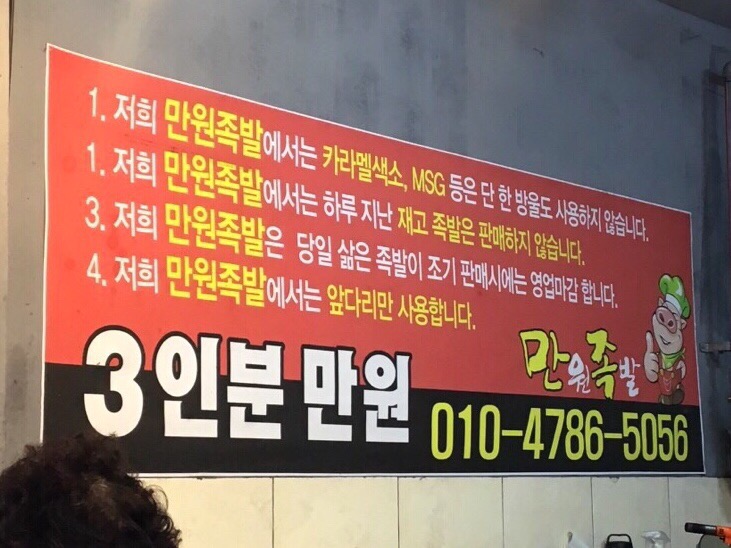 1. 저희 만원족발에서는 카라멜색소, MSG 등은 단 한 방울도 사용하지 않습니다.
1. 저희 만원족발에서는 하루 지난 재고 족발은 판매하지 않습니다.
3. 저희 만원족발은 당일 삶은 족발이 조기 판매시에는 영업마감 합니다.
4. 저희 만원족발에서는 앞다리만 사용합니다.
만원족발
3인분 만원
010-4786-5056